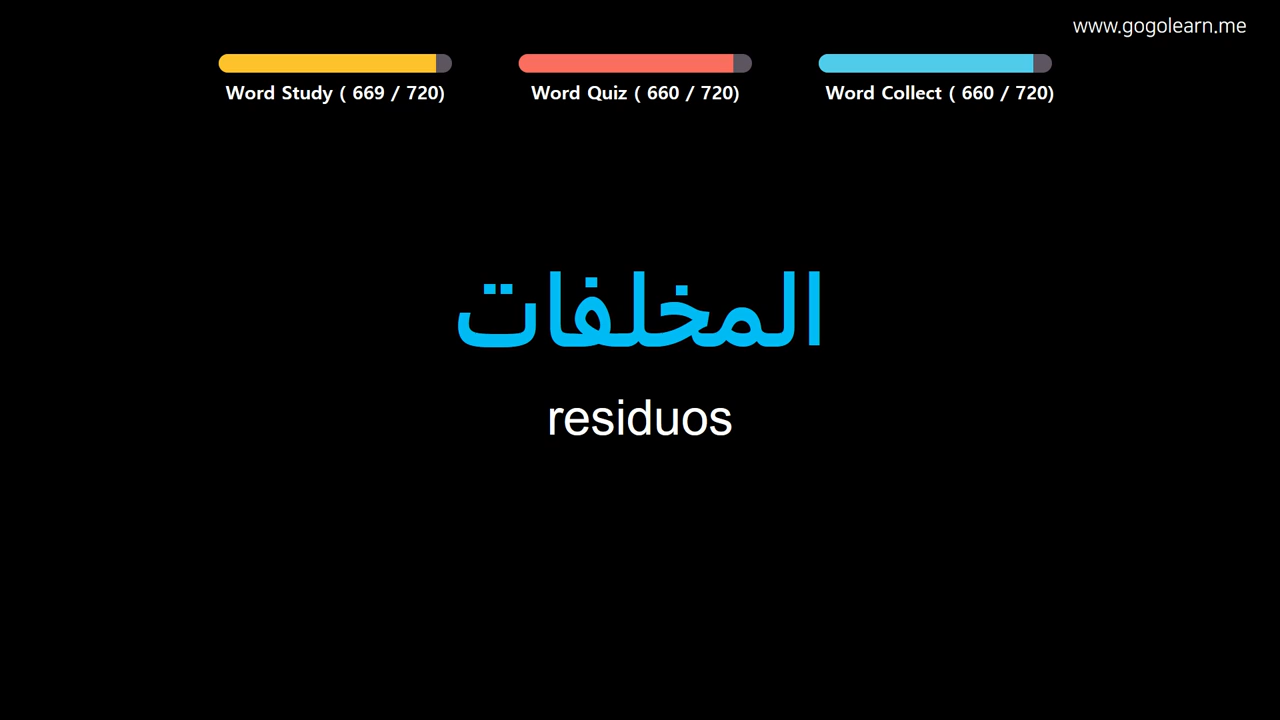 www.gogolearn.me
Word Study ( 669 / 720)
Word Quiz ( 660 / 720)
Word Collect ( 660 / 720)
المخلفات
residuos